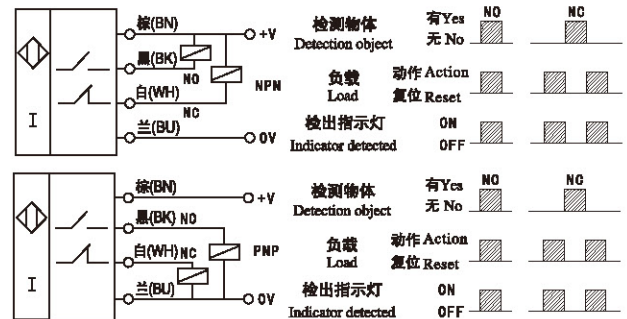 棕(BN) +V
黑(BK) NO
白(WH) NC NPN
I 兰(BU) 0V
检测物体 有Yes NO NC
Detection object 无 No
负载 动作 Action
Load 复位 Reset
检出指示灯 ON
Indicator detected OFF
棕(BN) +V
黑(BK) NO
白(WH) NC PNP
I 兰(BU) 0V
检测物体 有Yes NO NC
Detection object 无 No
负载 动作 Action
Load 复位 Reset
检出指示灯 ON
Indicator detected OFF